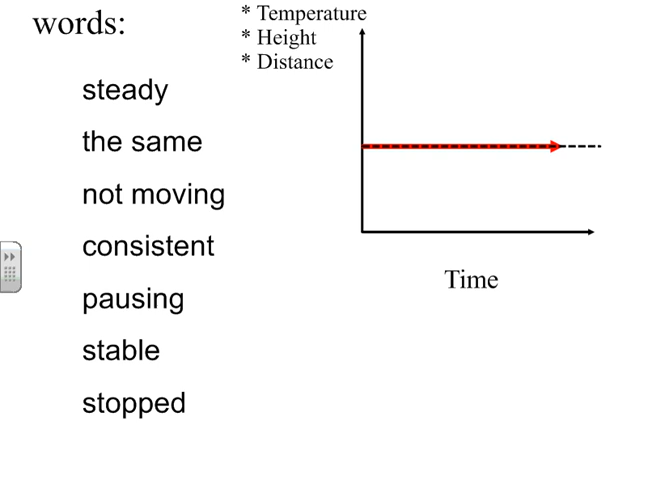 words:
* Temperature
* Height
* Distance
steady
the same
not moving
consistent
pausing
stable
stopped
Time